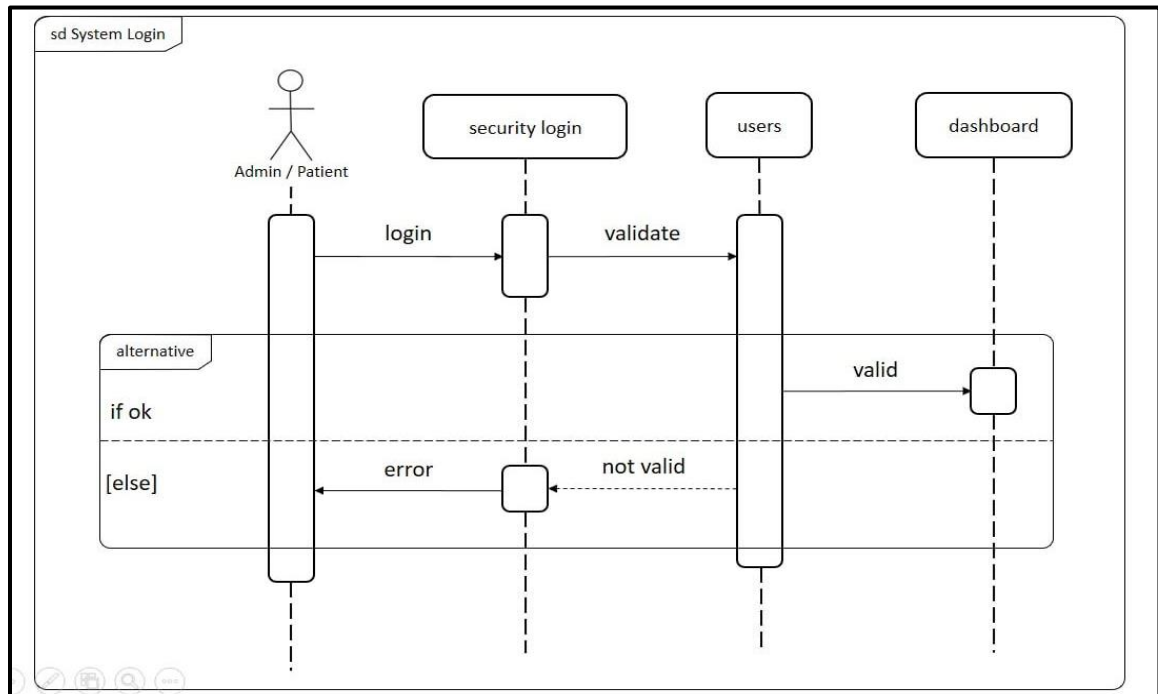 sd System Login
Admin / Patient
security login
users
dashboard
login
validate
alternative
valid
if ok
error
not valid
[else]